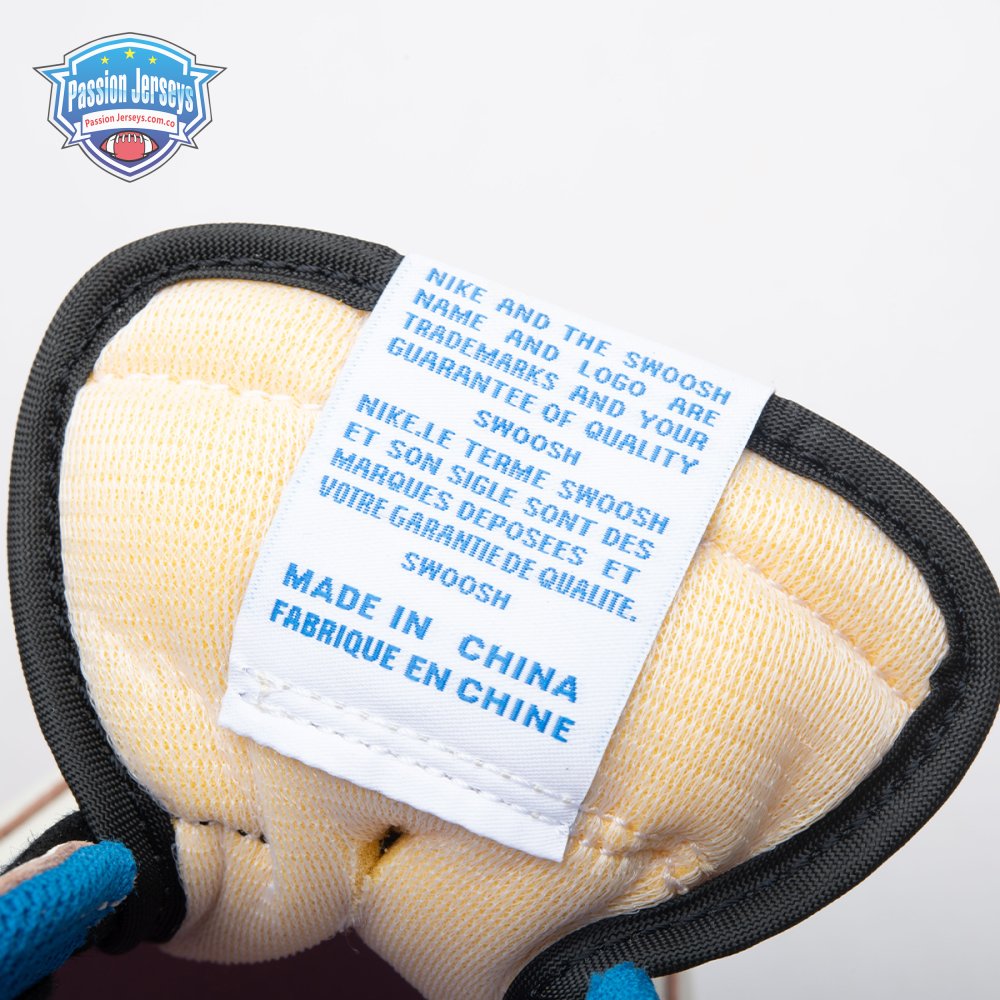 Passion Jerseys
Passion Jerseys.com.co
NIKE AND THE SWOOSH
NAME AND LOGO ARE
TRADEMARKS AND YOUR
GUARANTEE OF QUALITY
SWOOSH
NIKE.LE TERME SWOOSH
ET SON SIGLE SONT DES
MARQUES DEPOSEES ET
VOTRE GARANTIE DE QUALITE.
SWOOSH
MADE IN CHINA
FABRIQUE EN CHINE